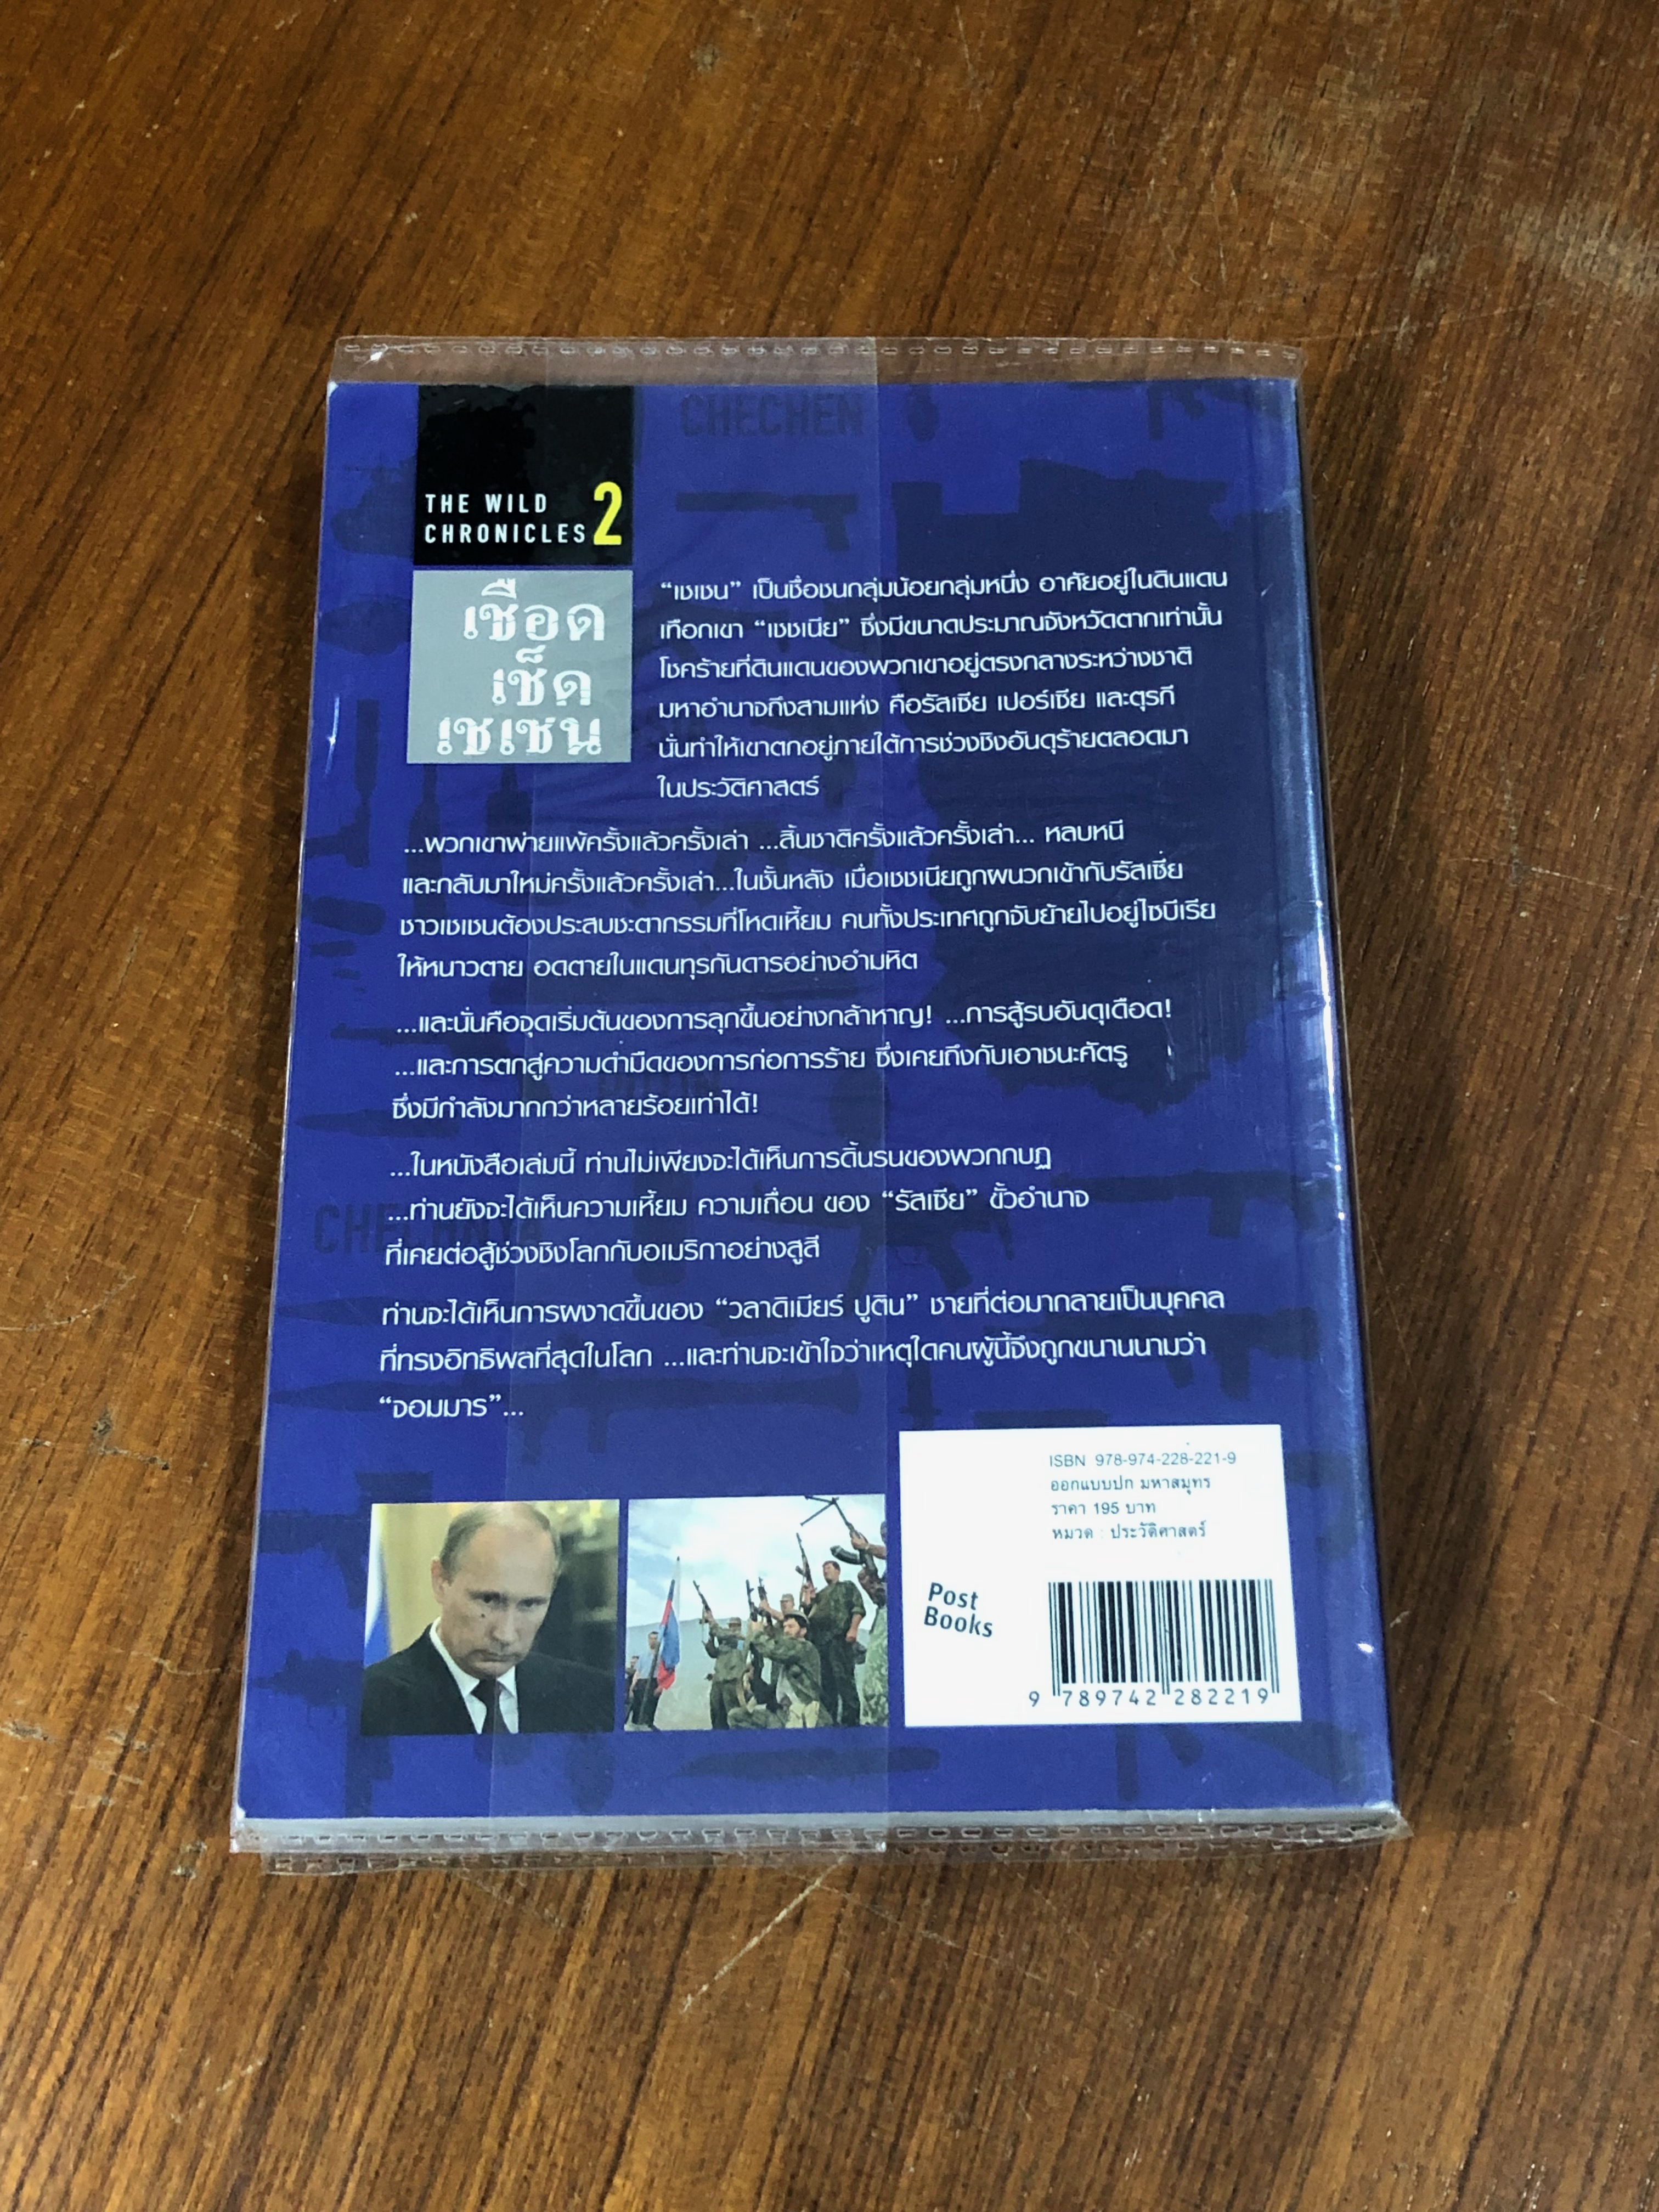 CHECHEN
THE WILD
CHRONICLES 2
เชือด
เช็ด
เชเชน
“เชเชน” เป็นชื่อชนกลุ่มน้อยกลุ่มหนึ่ง อาศัยอยู่ในดินแดน
เทือกเขา “เชชเนีย” ซึ่งมีขนาดประมาณจังหวัดตากเท่านั้น
โชคร้ายที่ดินแดนของพวกเขาอยู่ตรงกลางระหว่างชาติ
มหาอำนาจถึงสามแห่ง คือรัสเซีย เปอร์เซีย และตุรกี
นั่นทำให้เขาตกอยู่ภายใต้การช่วงชิงอันดุร้ายตลอดมา
ในประวัติศาสตร์
...พวกเขาพ่ายแพ้ครั้งแล้วครั้งเล่า ...สิ้นชาติครั้งแล้วครั้งเล่า... หลบหนี
และกลับมาใหม่ครั้งแล้วครั้งเล่า...ในชั้นหลัง เมื่อเชชเนียถูกผนวกเข้ากับรัสเซีย
ชาวเชเชนต้องประสบชะตากรรมที่โหดเหี้ยม คนทั้งประเทศถูกจับย้ายไปอยู่ไซบีเรีย
ให้หนาวตาย อดตายในแดนทุรกันดารอย่างอำมหิต
...และนั่นคือจุดเริ่มต้นของการลุกขึ้นอย่างกล้าหาญ! ...การสู้รบอันดุเดือด!
...และการตกสู่ความดำมืดของการก่อการร้าย ซึ่งเคยถึงกับเอาชนะศัตรู
ซึ่งมีกำลังมากกว่าหลายร้อยเท่าได้!
...ในหนังสือเล่มนี้ ท่านไม่เพียงจะได้เห็นการดิ้นรนของพวกกบฏ
...ท่านยังจะได้เห็นความเหี้ยม ความเถื่อน ของ “รัสเซีย” ขั้วอำนาจ
ที่เคยต่อสู้ช่วงชิงโลกกับอเมริกาอย่างสูสี
ท่านจะได้เห็นการผงาดขึ้นของ “วลาดิเมียร์ ปูติน” ชายที่ต่อมากลายเป็นบุคคล
ที่ทรงอิทธิพลที่สุดในโลก ...และท่านจะเข้าใจว่าเหตุใดคนผู้นี้จึงถูกขนานนามว่า
“จอมมาร”...
ISBN 978-974-228-221-9
ออกแบบปก มหาสมุทร
ราคา 195 บาท
หมวด : ประวัติศาสตร์
Post
Books
9 789742 282219